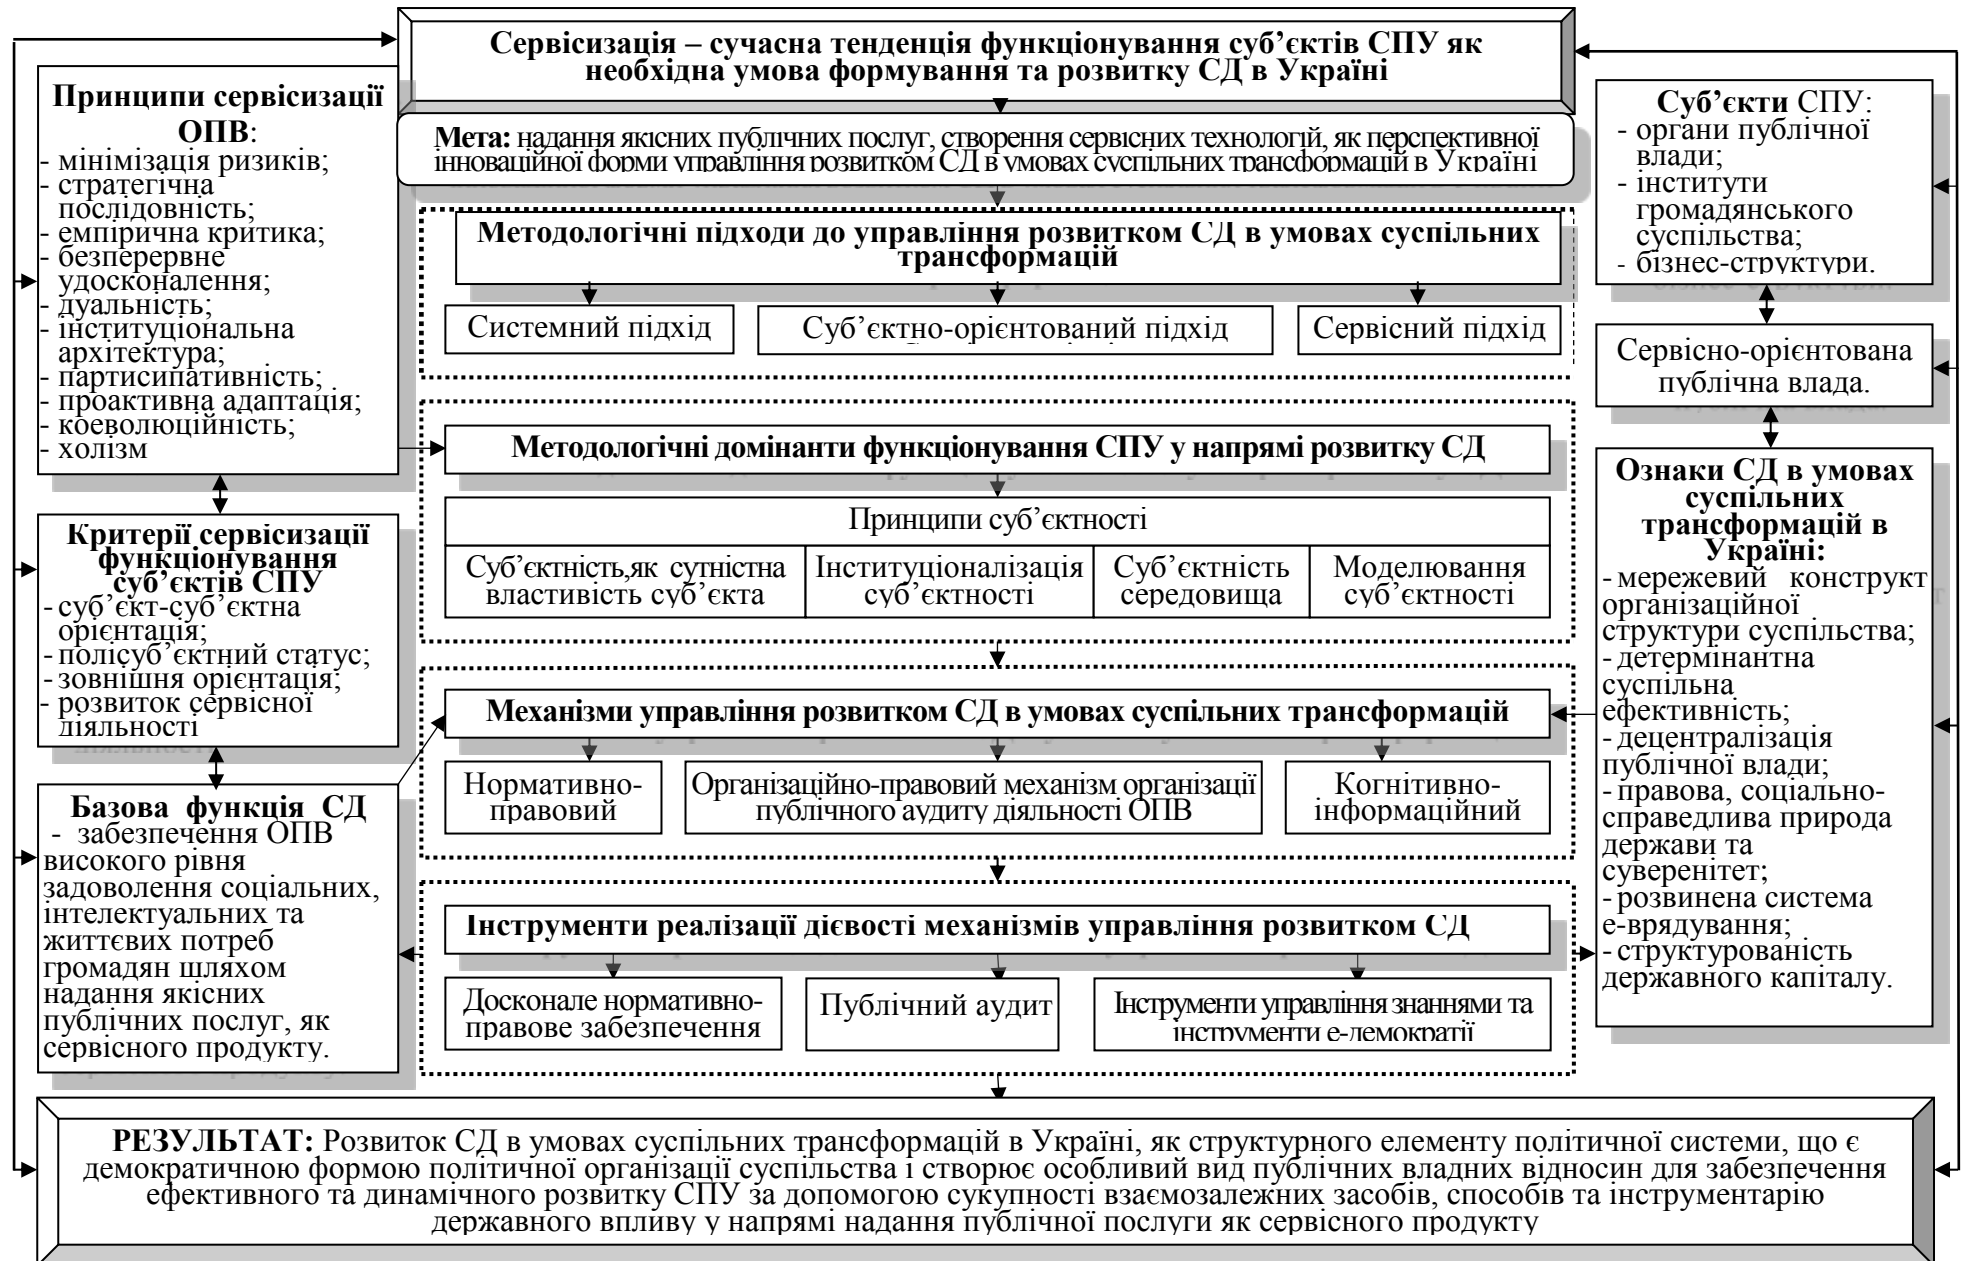 Сервісизація – сучасна тенденція функціонування суб’єктів СПУ як
необхідна умова формування та розвитку СД в Україні
Мета: надання якісних публічних послуг, створення сервісних технологій, як перспективної
інноваційної форми управління розвитком СД в умовах суспільних трансформацій в Україні
Принципи сервісизації
ОПВ:
- мінімізація ризиків;
- стратегічна
послідовність;
- емпірична критика;
- безперервне
удосконалення;
- дуальність;
- інституціональна
архітектура;
- партисипативність;
- проактивна адаптація;
- коеволюційність;
- холізм
Критерії сервісизації
функціонування
суб’єктів СПУ
- суб’єкт-суб’єктна
орієнтація;
- полісуб’єктний статус;
- зовнішня орієнтація;
- розвиток сервісної
діяльності
Базова функція СД
- забезпечення ОПВ
високого рівня
задоволення соціальних,
інтелектуальних та
життєвих потреб
громадян шляхом
надання якісних
публічних послуг, як
сервісного продукту.
Методологічні підходи до управління розвитком СД в умовах суспільних
трансформацій
Системний підхід
Суб’єктно-орієнтований підхід
Сервісний підхід
Методологічні домінанти функціонування СПУ у напрямі розвитку СД
Принципи суб’єктності
Суб’єктність,як сутністна
властивість суб’єкта
Інституціоналізація
суб’єктності
Суб’єктність
середовища
Моделювання
суб’єктності
Механізми управління розвитком СД в умовах суспільних трансформацій
Нормативно-
правовий
Організаційно-правовий механізм організації
публічного аудиту діяльності ОПВ
Когнітивно-
інформаційний
Інструменти реалізації дієвості механізмів управління розвитком СД
Досконале нормативно-
правове забезпечення
Публічний аудит
Інструменти управління знаннями та
інструменти е-демократії
Суб’єкти СПУ:
- органи публічної
влади;
- інститути
громадянського
суспільства;
- бізнес-структури.
Сервісно-орієнтована
публічна влада.
Ознаки СД в умовах
суспільних
трансформацій в
Україні:
- мережевий конструкт
організаційної
структури суспільства;
- детермінантна
суспільна
ефективність;
- децентралізація
публічної влади;
- правова, соціально-
справедлива природа
держави та
суверенітет;
- розвинена система
е-врядування;
- структурованість
державного капіталу.
РЕЗУЛЬТАТ: Розвиток СД в умовах суспільних трансформацій в Україні, як структурного елементу політичної системи, що є
демократичною формою політичної організації суспільства і створює особливий вид публічних владних відносин для забезпечення
ефективного та динамічного розвитку СПУ за допомогою сукупності взаємозалежних засобів, способів та інструментарію
державного впливу у напрямі надання публічної послуги як сервісного продукту